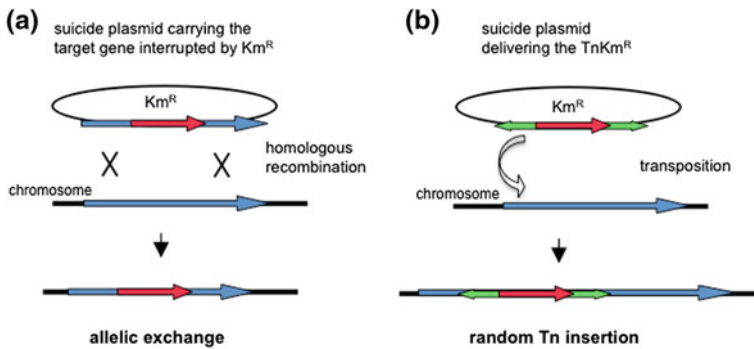 (a)
suicide plasmid carrying the
target gene interrupted by Kmᴿ
Kmᴿ
homologous
recombination
chromosome
allelic exchange
(b)
suicide plasmid
delivering the TnKmᴿ
Kmᴿ
transposition
chromosome
random Tn insertion